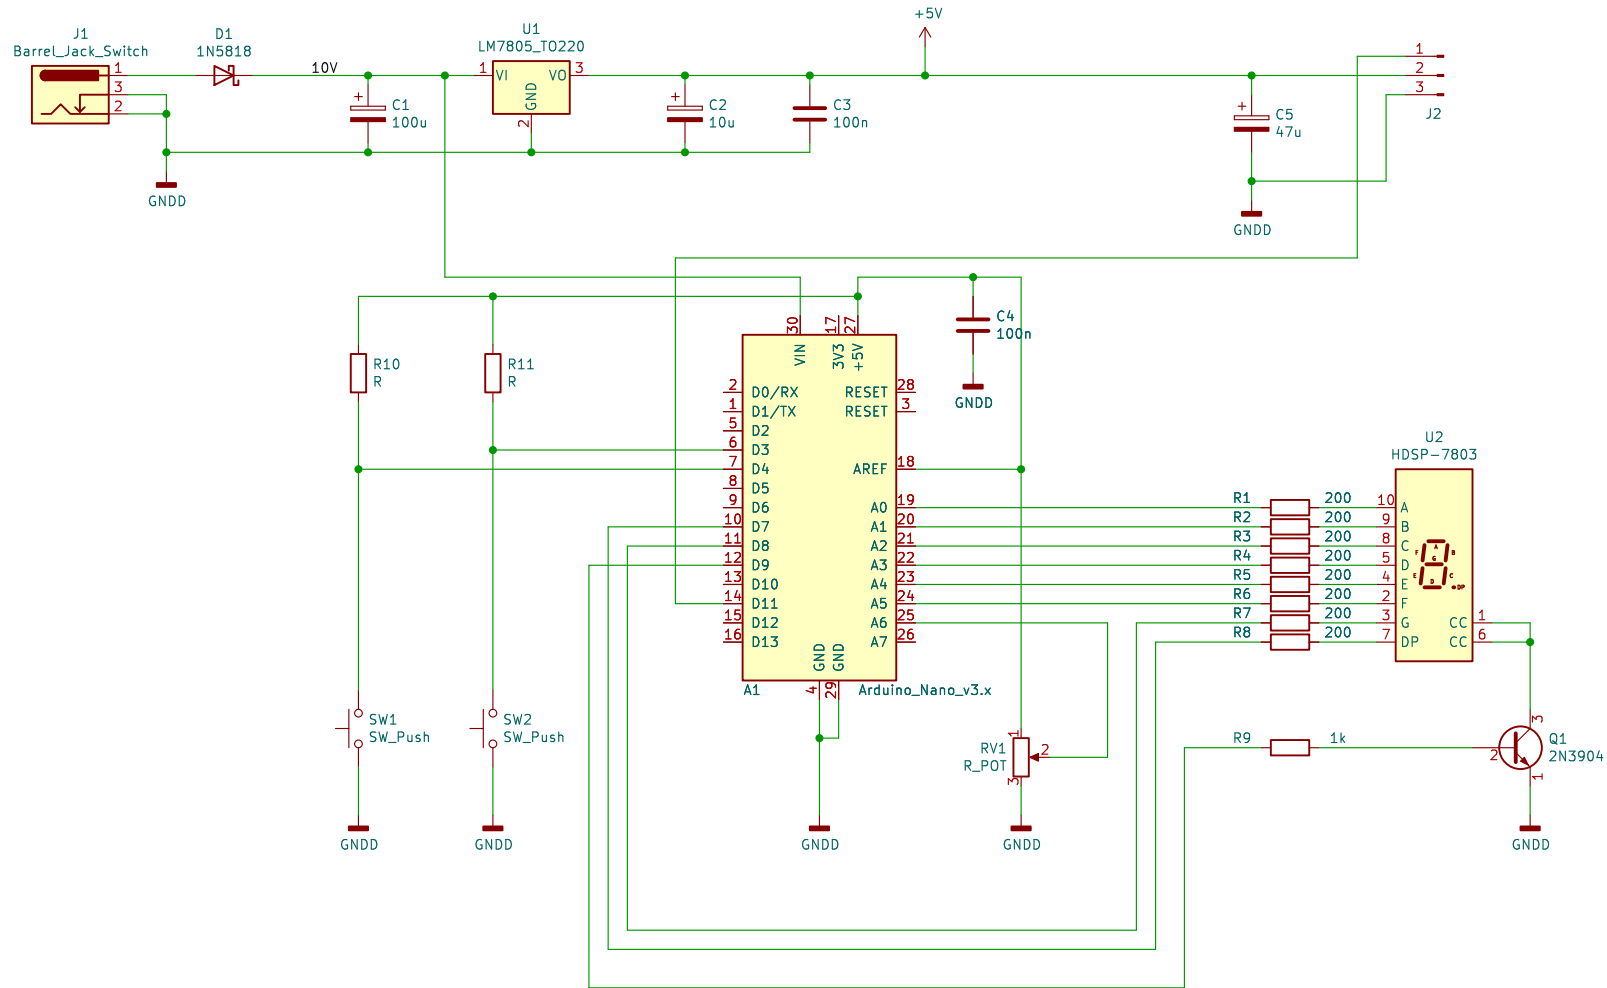 J1
Barrel_Jack_Switch
1
3
2
D1
1N5818
10V
C1
100u
U1
LM7805_TO220
1
VI
VO
3
GND
2
C2
10u
C3
100n
+5V
C5
47u
1
2
3
J2
GNDD
GNDD
R10
R
R11
R
C4
100n
GNDD
30
17
27
VIN
3V3
+5V
2 D0/RX
1 D1/TX
5 D2
6 D3
7 D4
8 D5
9 D6
10 D7
11 D8
12 D9
13 D10
14 D11
15 D12
16 D13
RESET 28
RESET 3
AREF 18
A0 19
A1 20
A2 21
A3 22
A4 23
A5 24
A6 25
A7 26
GND
GND
4
29
A1
Arduino_Nano_v3.x
R1 200
R2 200
R3 200
R4 200
R5 200
R6 200
R7 200
R8 200
U2
HDSP-7803
10 A
9 B
8 C
5 D
4 E
2 F
3 G
7 DP
A
F
B
G
E
C
D
DP
CC 1
CC 6
SW1
SW_Push
SW2
SW_Push
RV1
R_POT
1
2
3
R9 1k
3
2
1
Q1
2N3904
GNDD
GNDD
GNDD
GNDD
GNDD